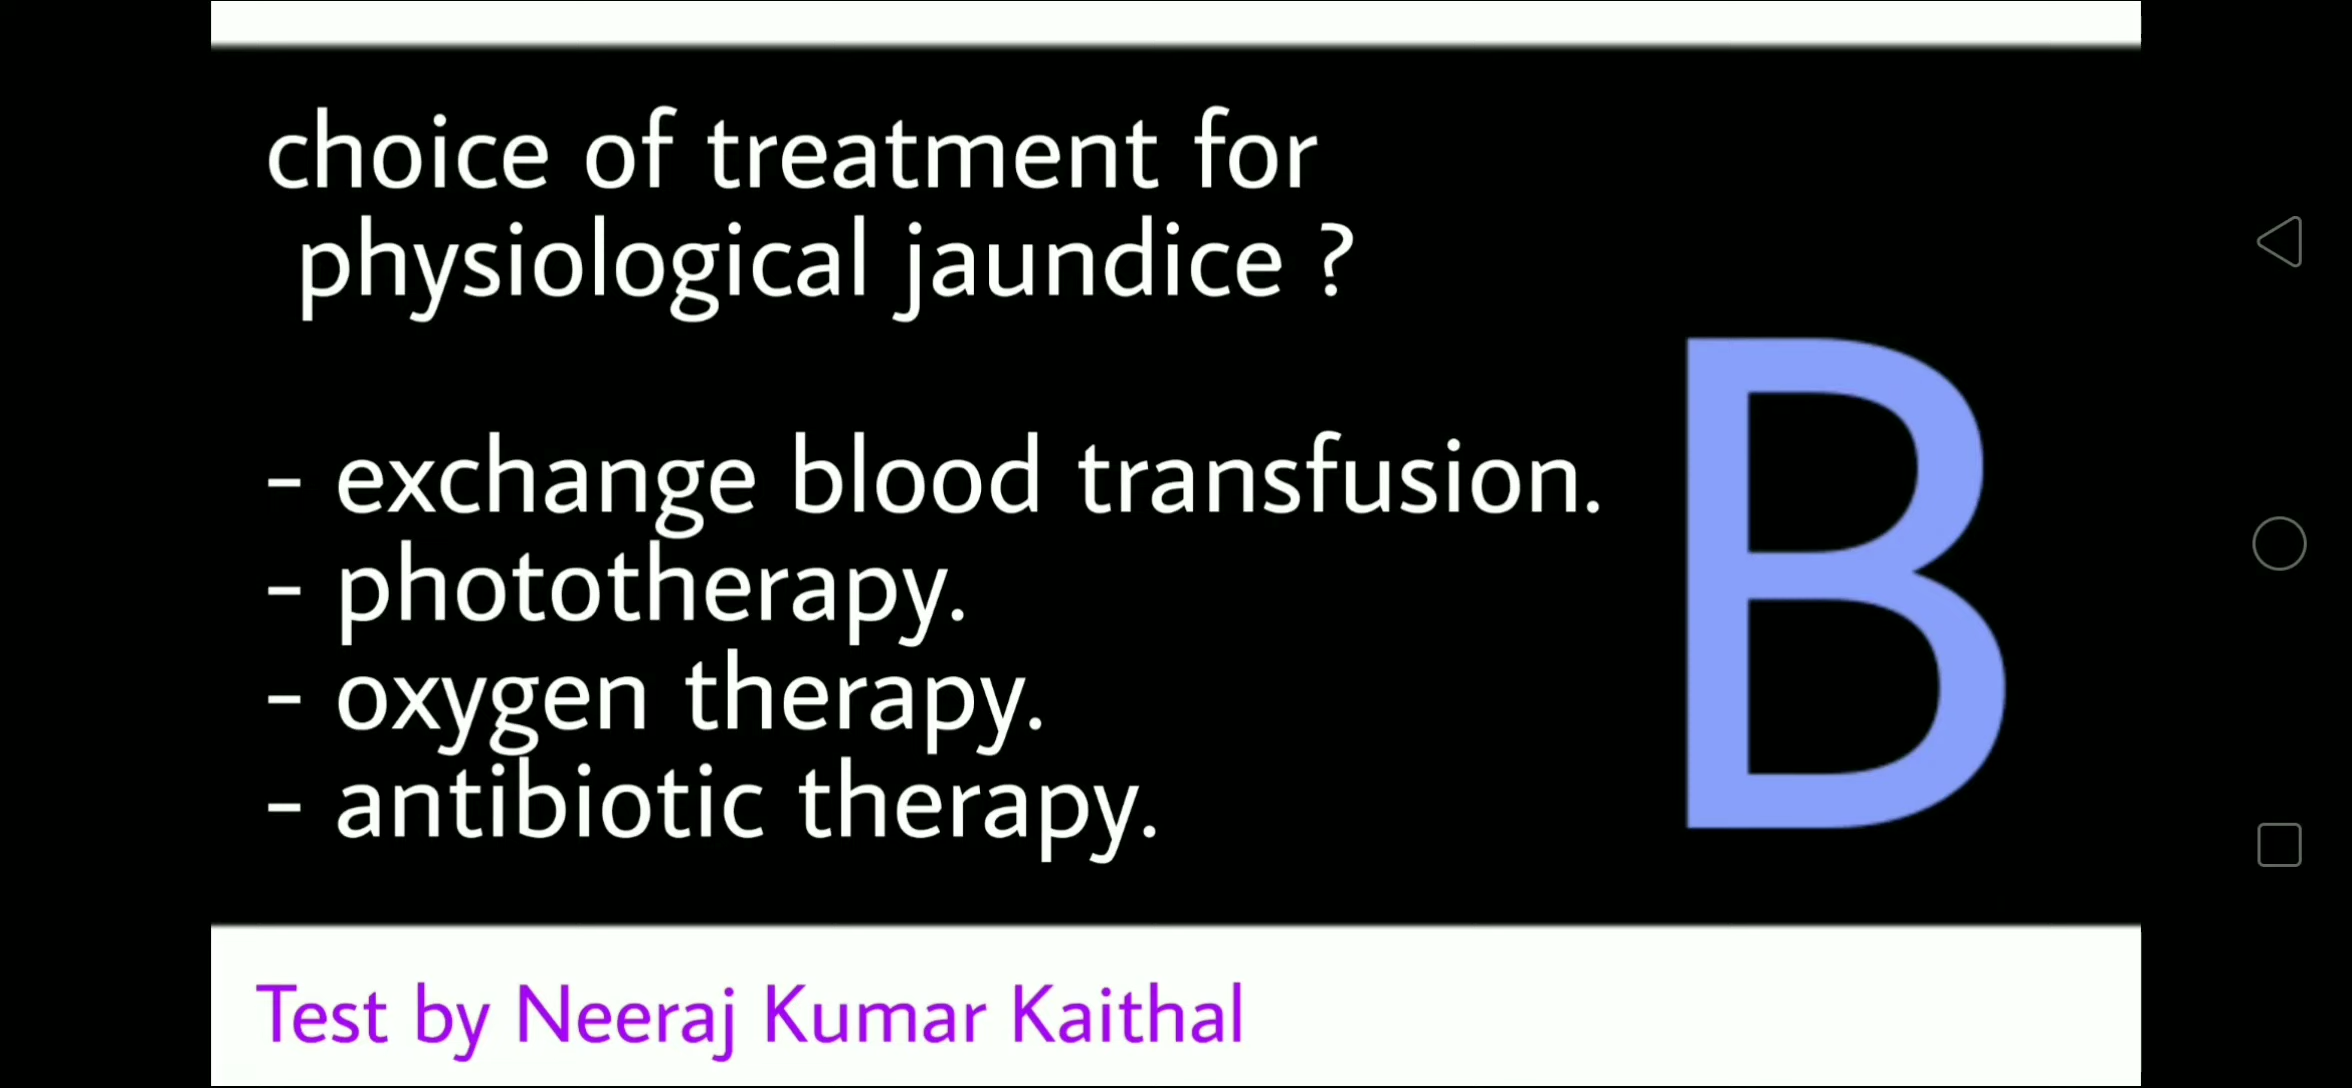 choice of treatment for
physiological jaundice ?
- exchange blood transfusion.
- phototherapy.
- oxygen therapy.
- antibiotic therapy.
B
Test by Neeraj Kumar Kaithal